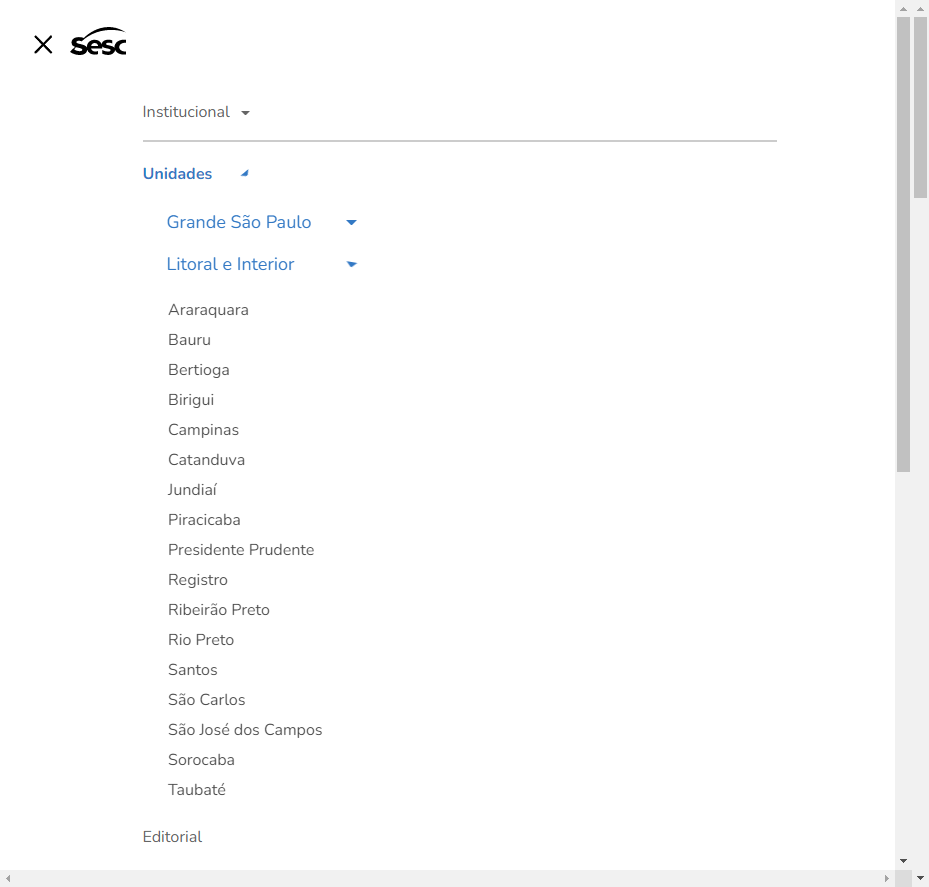 Sesc
Institucional
Unidades
Grande São Paulo
Litoral e Interior
Araraquara
Bauru
Bertioga
Birigui
Campinas
Catanduva
Jundiaí
Piracicaba
Presidente Prudente
Registro
Ribeirão Preto
Rio Preto
Santos
São Carlos
São José dos Campos
Sorocaba
Taubaté
Editorial